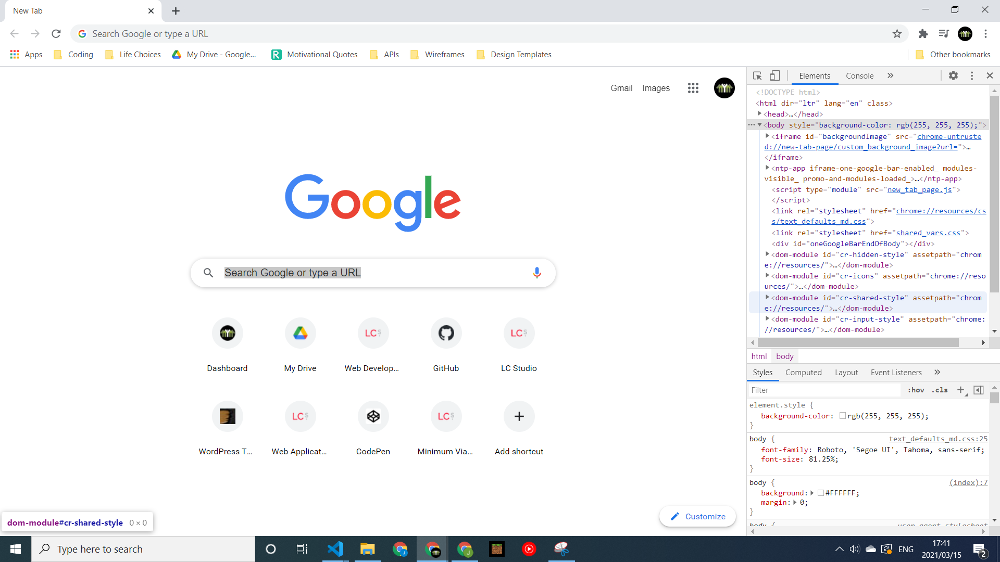 New Tab
Search Google or type a URL
Apps
Coding
Life Choices
My Drive - Google...
R
Motivational Quotes
APIs
Wireframes
Design Templates
Other bookmarks
Gmail
Images
Google
Search Google or type a URL
Dashboard
My Drive
LC
Web Develop...
GitHub
LC
LC Studio
WordPress T...
LC
Web Applicat...
CodePen
LC
Minimum Via...
Add shortcut
Customize
dom-module#cr-shared-style 0 × 0
Elements
Console
<!DOCTYPE html>
<html dir="ltr" lang="en" class>
<head>…</head>
<body style="background-color: rgb(255, 255, 255);">
<iframe id="backgroundImage" src="chrome-untruste
d://new-tab-page/custom_background_image?url=">…
</iframe>
<ntp-app iframe-one-google-bar-enabled_ modules-
visible_ promo-and-modules-loaded_>…</ntp-app>
<script type="module" src="new_tab_page.js">
</script>
<link rel="stylesheet" href="chrome://resources/cs
s/text_defaults_md.css">
<link rel="stylesheet" href="shared_vars.css">
<div id="oneGoogleBarEndOfBody"></div>
<dom-module id="cr-hidden-style" assetpath="chrom
e://resources/">…</dom-module>
<dom-module id="cr-icons" assetpath="chrome://reso
urces/">…</dom-module>
<dom-module id="cr-shared-style" assetpath="chrom
e://resources/">…</dom-module>
<dom-module id="cr-input-style" assetpath="chrome:
//resources/">…</dom-module>
html
body
Styles
Computed
Layout
Event Listeners
Filter
:hov
.cls
element.style {
background-color: rgb(255, 255, 255);
}
body {
text_defaults_md.css:25
font-family: Roboto, 'Segoe UI', Tahoma, sans-serif;
font-size: 81.25%;
}
body {
(index):7
background: #FFFFFF;
margin: 0;
}
body {
user agent stylesheet
Type here to search
J
J
ENG
17:41
2021/03/15
2